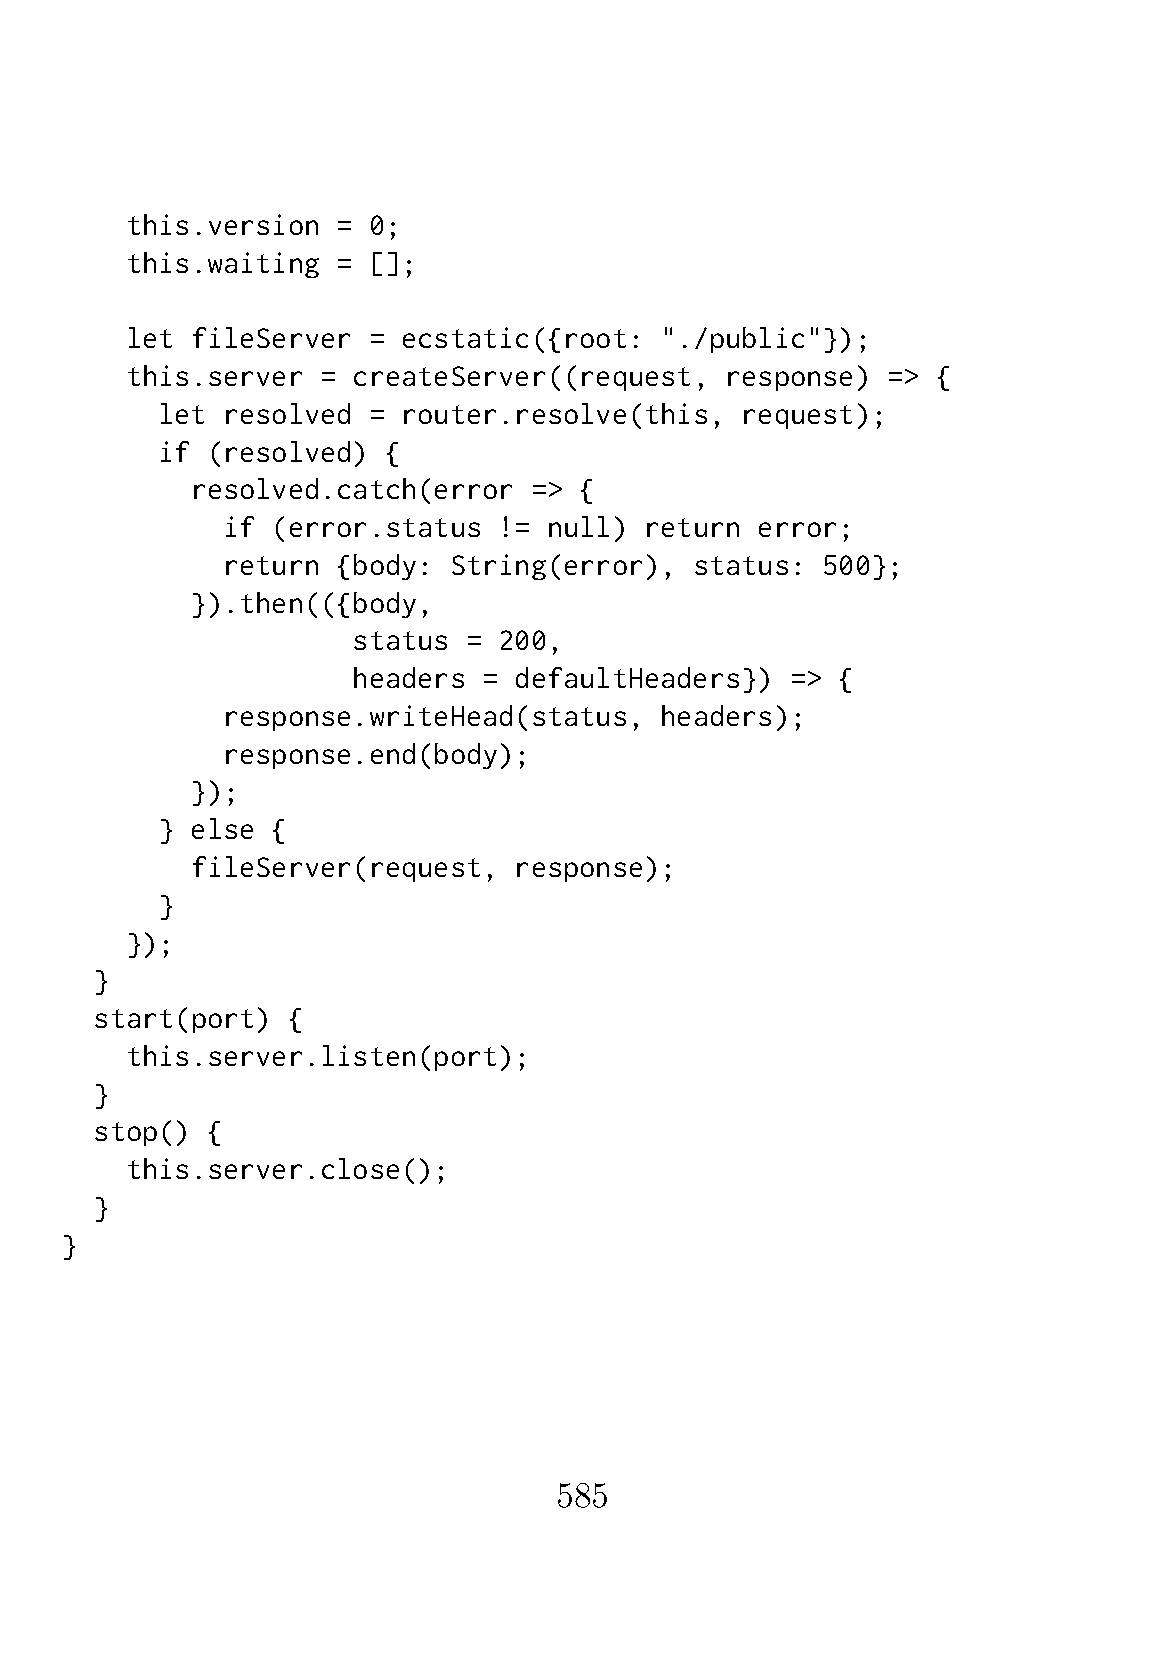 this.version = 0;
    this.waiting = [];

    let fileServer = ecstatic({root: "./public"});
    this.server = createServer((request, response) => {
      let resolved = router.resolve(this, request);
      if (resolved) {
        resolved.catch(error => {
          if (error.status != null) return error;
          return {body: String(error), status: 500};
        }).then(({body,
                  status = 200,
                  headers = defaultHeaders}) => {
          response.writeHead(status, headers);
          response.end(body);
        });
      } else {
        fileServer(request, response);
      }
    });
  }
  start(port) {
    this.server.listen(port);
  }
  stop() {
    this.server.close();
  }
}
585